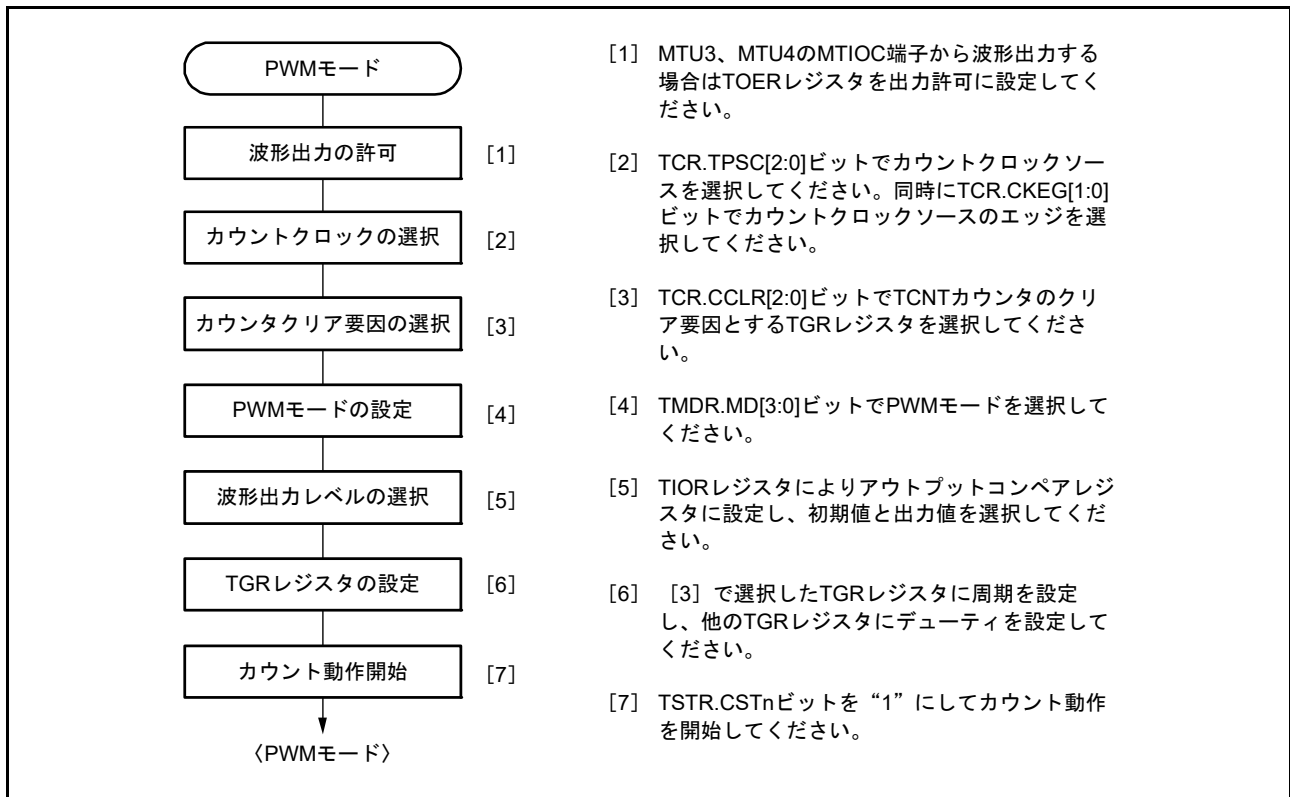 PWMモード
波形出力の許可 [1]
カウントクロックの選択 [2]
カウンタクリア要因の選択 [3]
PWMモードの設定 [4]
波形出力レベルの選択 [5]
TGRレジスタの設定 [6]
カウント動作開始 [7]
〈PWMモード〉
[1] MTU3、MTU4のMTIOC端子から波形出力する
場合はTOERレジスタを出力許可に設定してく
ださい。
[2] TCR.TPSC[2:0]ビットでカウントクロックソー
スを選択してください。同時にTCR.CKEG[1:0]
ビットでカウントクロックソースのエッジを選
択してください。
[3] TCR.CCLR[2:0]ビットでTCNTカウンタのクリ
ア要因とするTGRレジスタを選択してくださ
い。
[4] TMDR.MD[3:0]ビットでPWMモードを選択して
ください。
[5] TIORレジスタによりアウトプットコンペアレジ
スタに設定し、初期値と出力値を選択してくだ
さい。
[6] [3]で選択したTGRレジスタに周期を設定
し、他のTGRレジスタにデューティを設定して
ください。
[7] TSTR.CSTnビットを“1”にしてカウント動作
を開始してください。